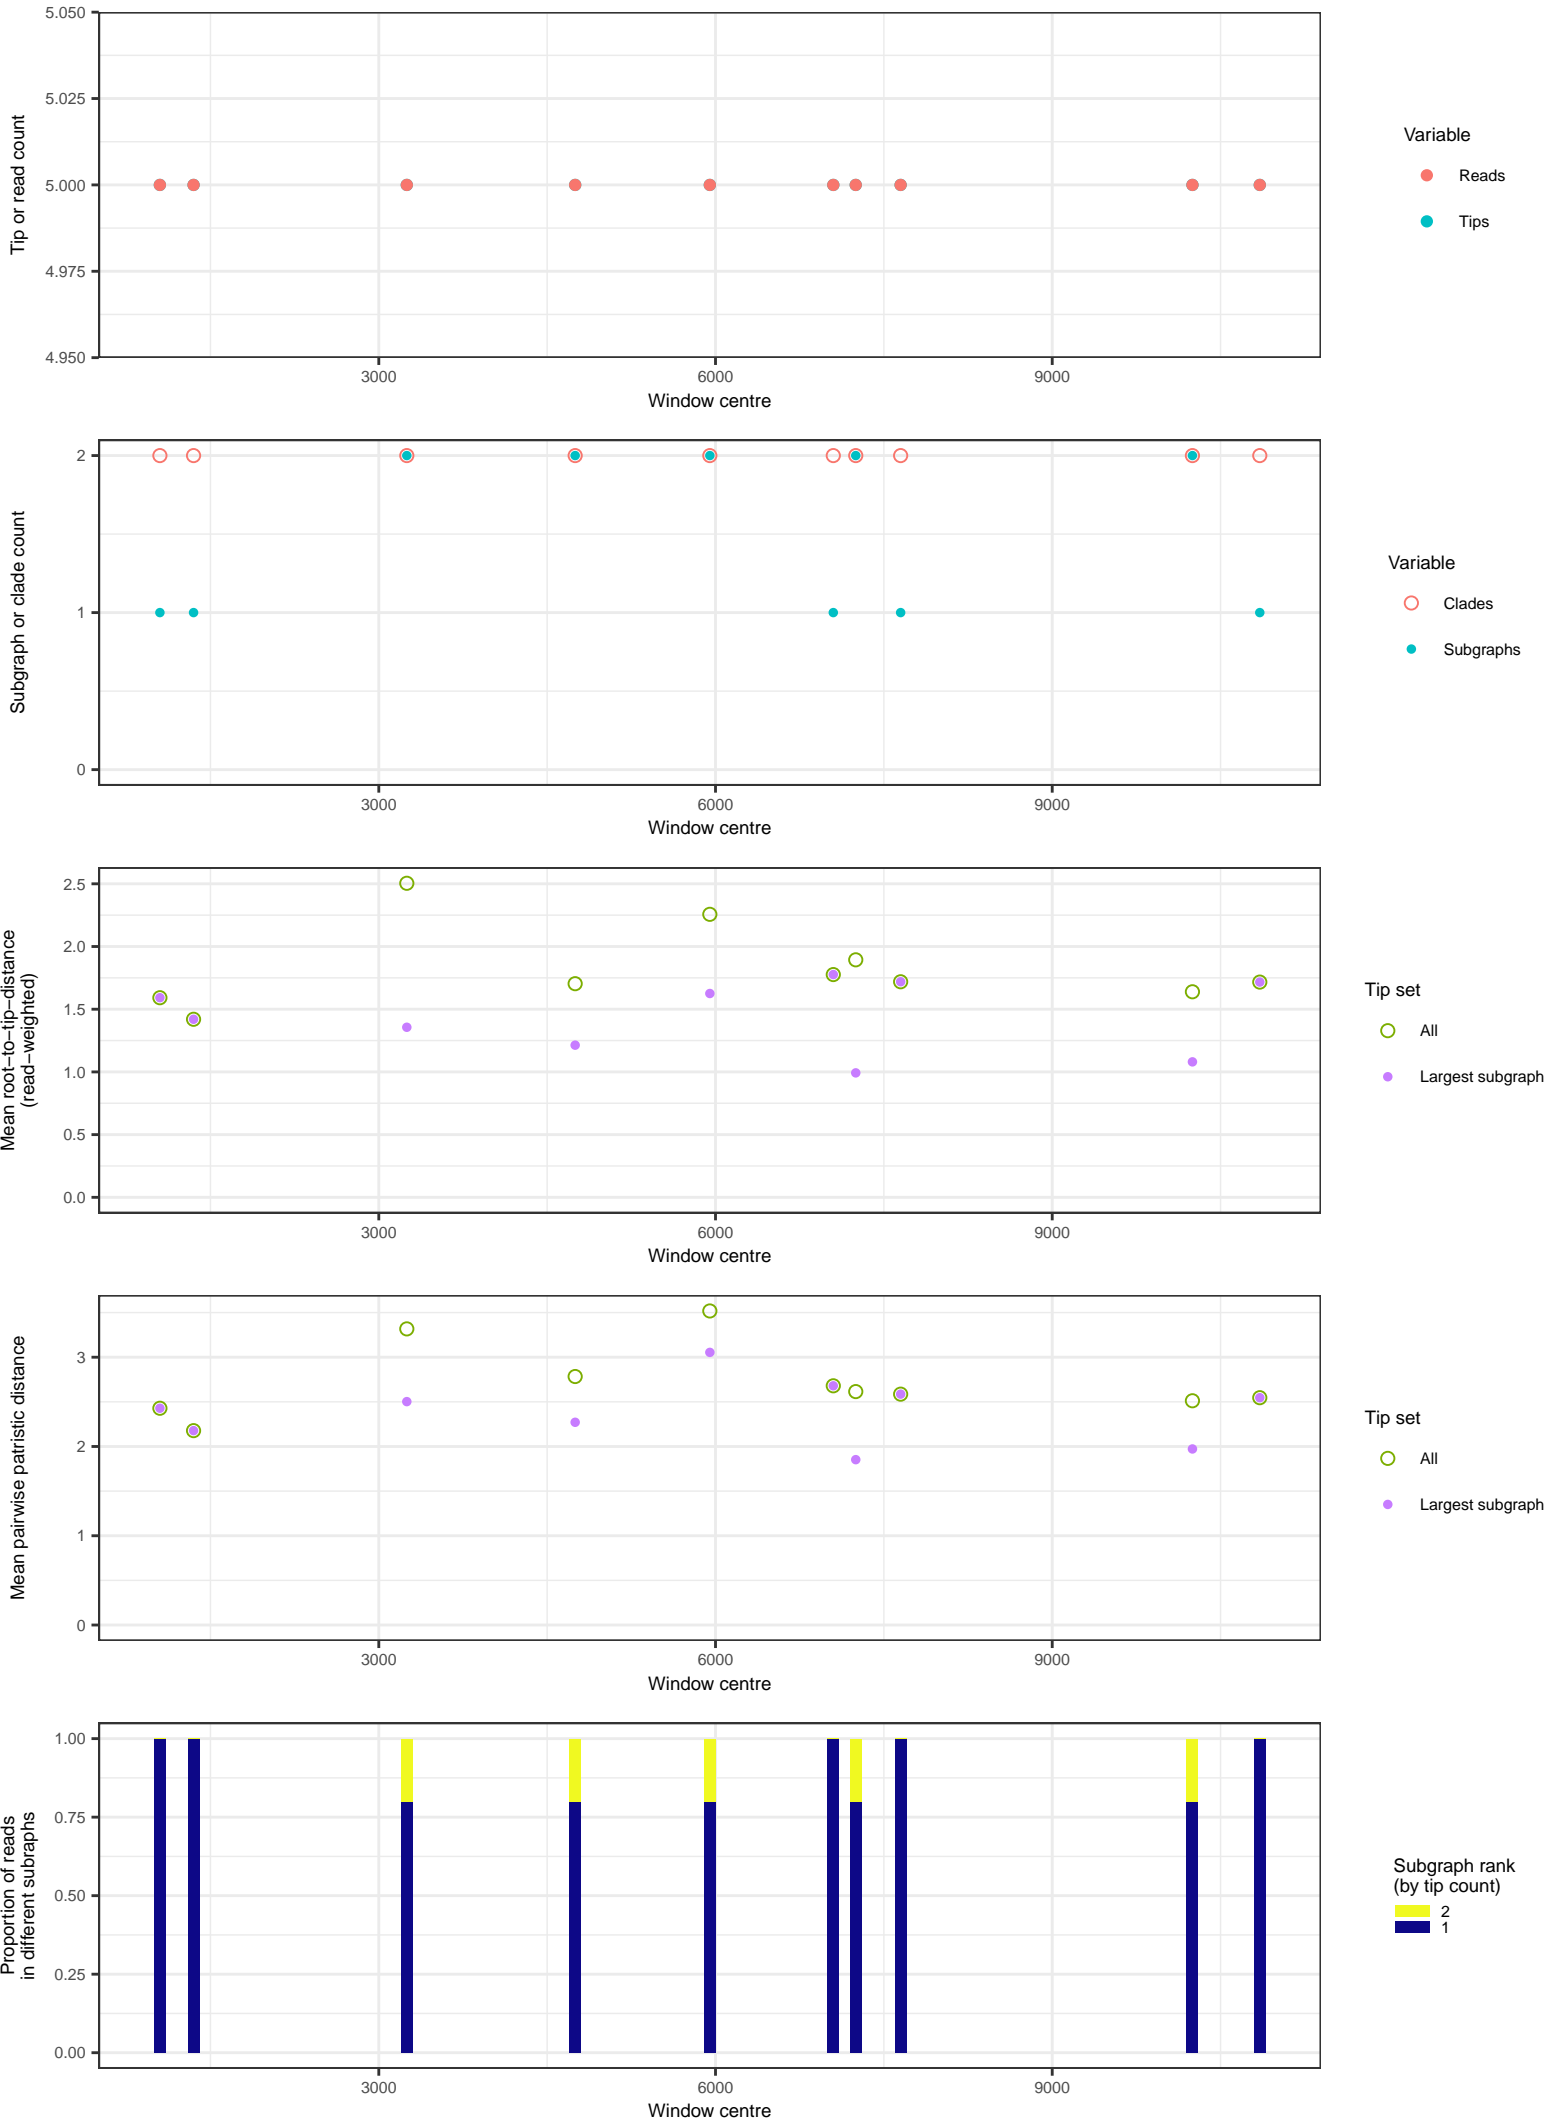 5.050
5.025
5.000
4.975
4.950
Tip or read count
3000
6000
9000
Window centre
Variable
Reads
Tips
2
1
0
Subgraph or clade count
3000
6000
9000
Window centre
Variable
Clades
Subgraphs
2.5
2.0
1.5
1.0
0.5
0.0
Mean root−to−tip−distance
(read−weighted)
3000
6000
9000
Window centre
Tip set
All
Largest subgraph
3
2
1
0
Mean pairwise patristic distance
3000
6000
9000
Window centre
Tip set
All
Largest subgraph
1.00
0.75
0.50
0.25
0.00
Proportion of reads
in different subraphs
3000
6000
9000
Window centre
Subgraph rank
(by tip count)
2
1